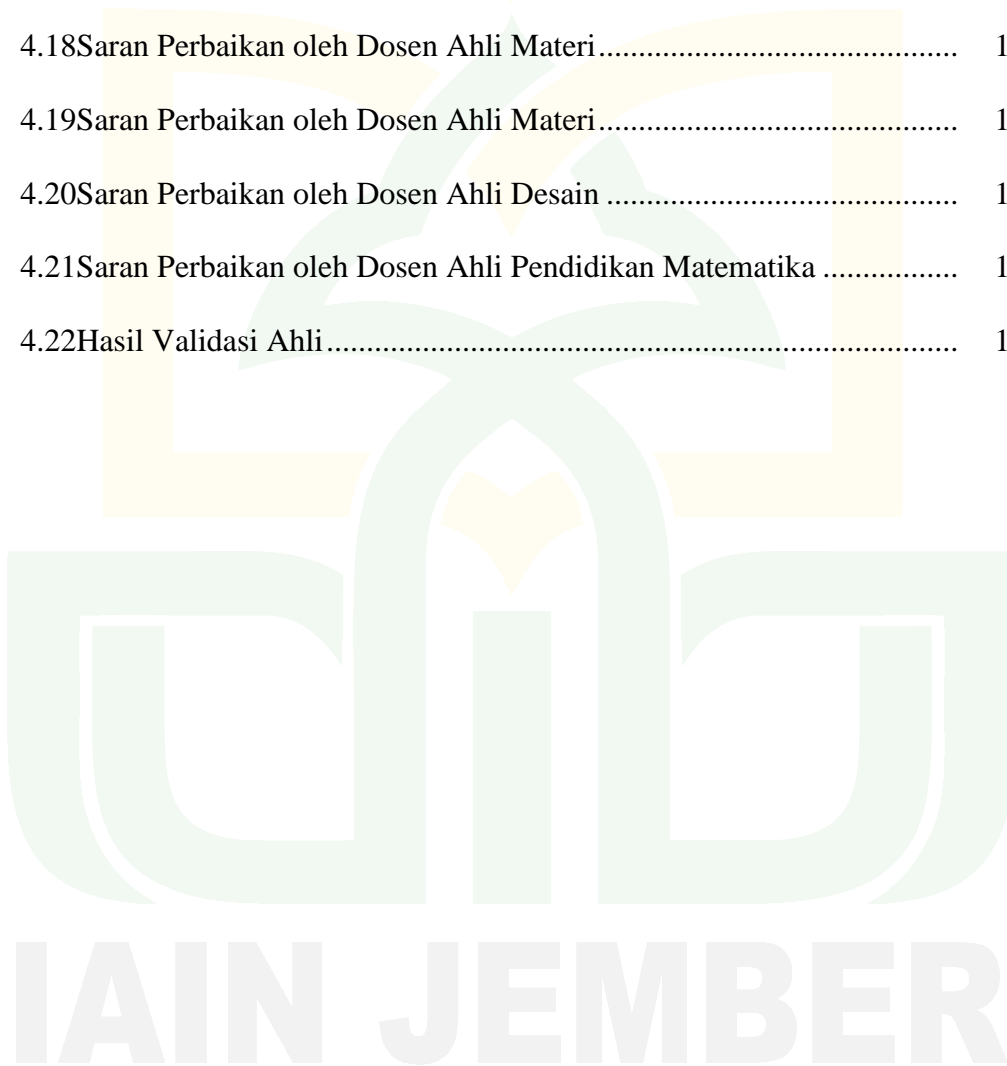 4.18Saran Perbaikan oleh Dosen Ahli Materi............................................. 1
4.19Saran Perbaikan oleh Dosen Ahli Materi............................................. 1
4.20Saran Perbaikan oleh Dosen Ahli Desain ............................................ 1
4.21Saran Perbaikan oleh Dosen Ahli Pendidikan Matematika ................. 1
4.22Hasil Validasi Ahli............................................................................... 1
IAIN JEMBER